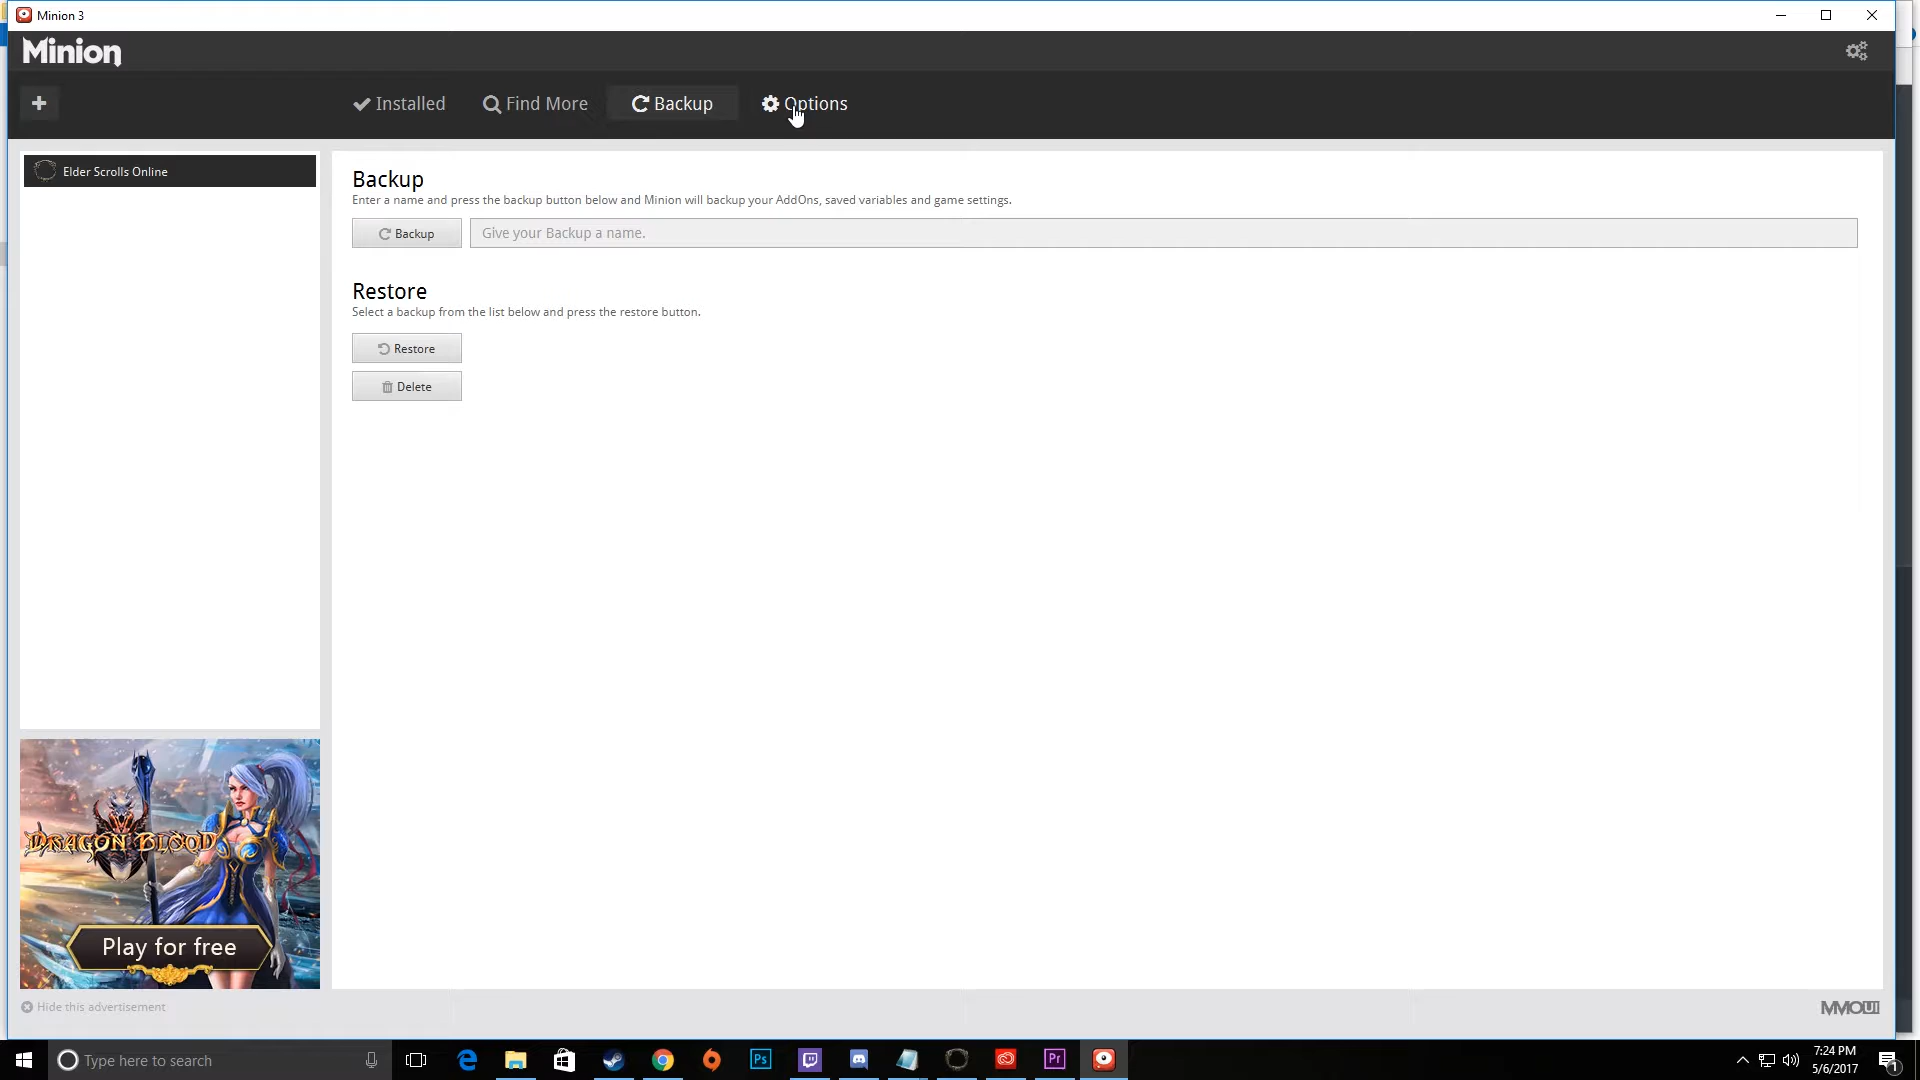 Minion 3
Minion
Installed
Find More
Backup
Options
Elder Scrolls Online
Backup
Enter a name and press the backup button below and Minion will backup your AddOns, saved variables and game settings.
Backup
Give your Backup a name.
Restore
Select a backup from the list below and press the restore button.
Restore
Delete
DRAGON BLOOD
Play for free
Hide this advertisement
MMOUI
Type here to search
Ps
Pr
7:24 PM
5/6/2017
1